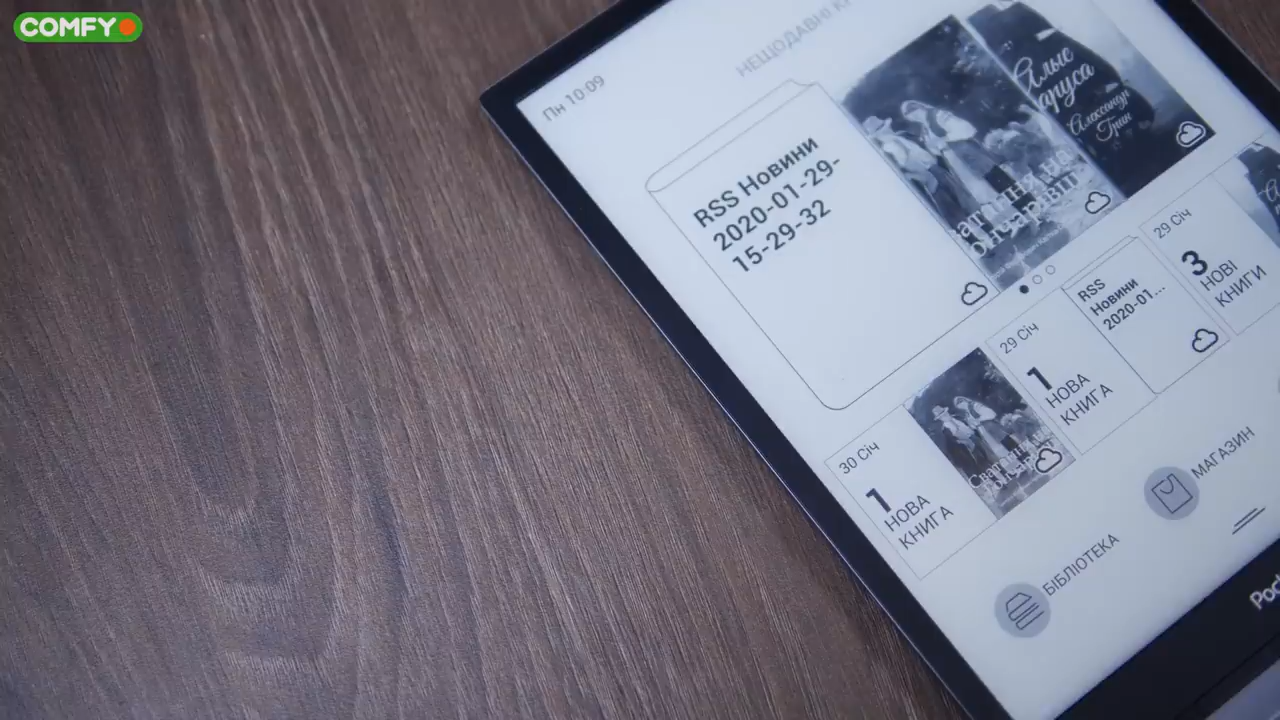 COMFY
Пн 10:09
НЕЩОДАВНІ
RSS Новини
2020-01-29-
15-29-32
Алые
паруса
Александр
Грин
29 Січ
3
НОВІ
КНИГИ
RSS
Новини
2020-01...
29 Січ
1
НОВА
КНИГА
30 Січ
1
НОВА
КНИГА
МАГАЗИН
БІБЛІОТЕКА